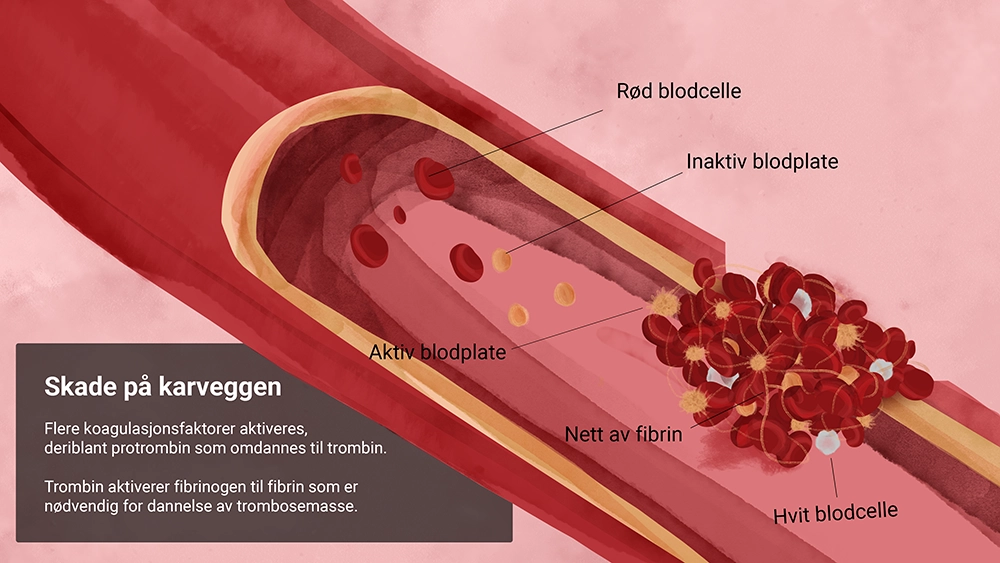 Rød blodcelle
Inaktiv blodplate
Aktiv blodplate
Nett av fibrin
Hvit blodcelle
Skade på karveggen
Flere koagulasjonsfaktorer aktiveres,
deriblant protrombin som omdannes til trombin.
Trombin aktiverer fibrinogen til fibrin som er
nødvendig for dannelse av trombosemasse.